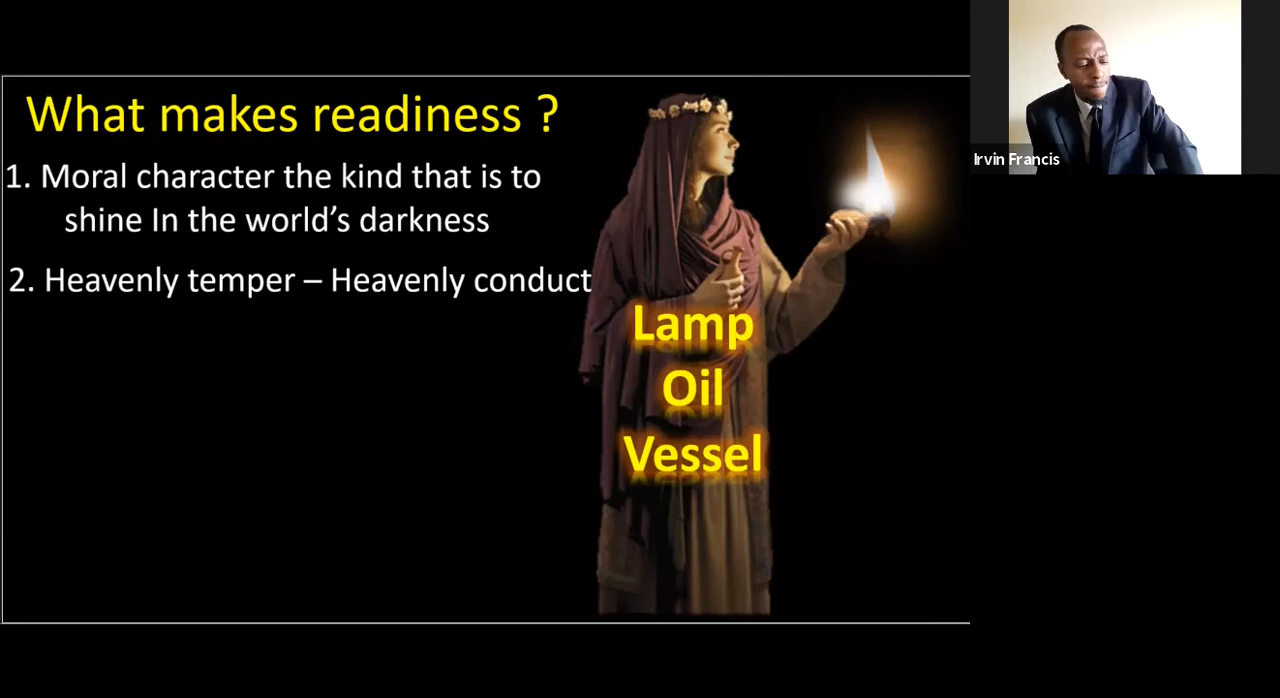 What makes readiness ?
1. Moral character the kind that is to
shine In the world’s darkness
2. Heavenly temper – Heavenly conduct
Lamp
Oil
Vessel
Irvin Francis